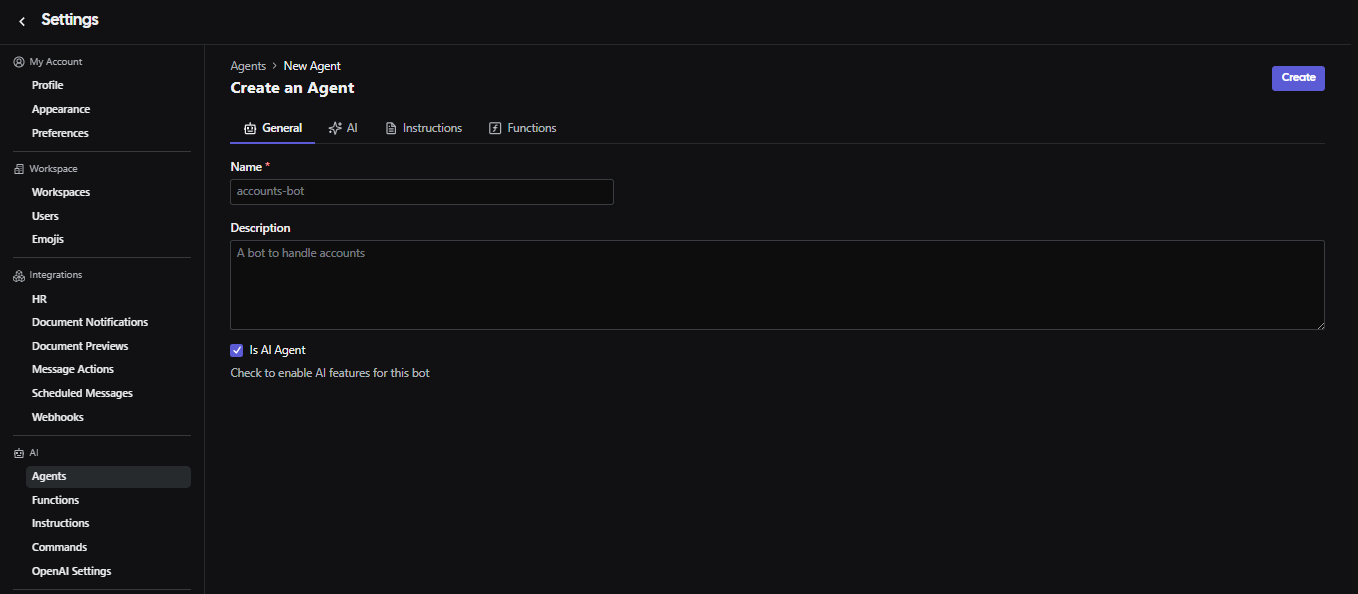 Settings
My Account
Profile
Appearance
Preferences
Workspace
Workspaces
Users
Emojis
Integrations
HR
Document Notifications
Document Previews
Message Actions
Scheduled Messages
Webhooks
AI
Agents
Functions
Instructions
Commands
OpenAI Settings
Agents > New Agent
Create an Agent
Create
General AI Instructions Functions
Name *
accounts-bot
Description
A bot to handle accounts
Is AI Agent
Check to enable AI features for this bot